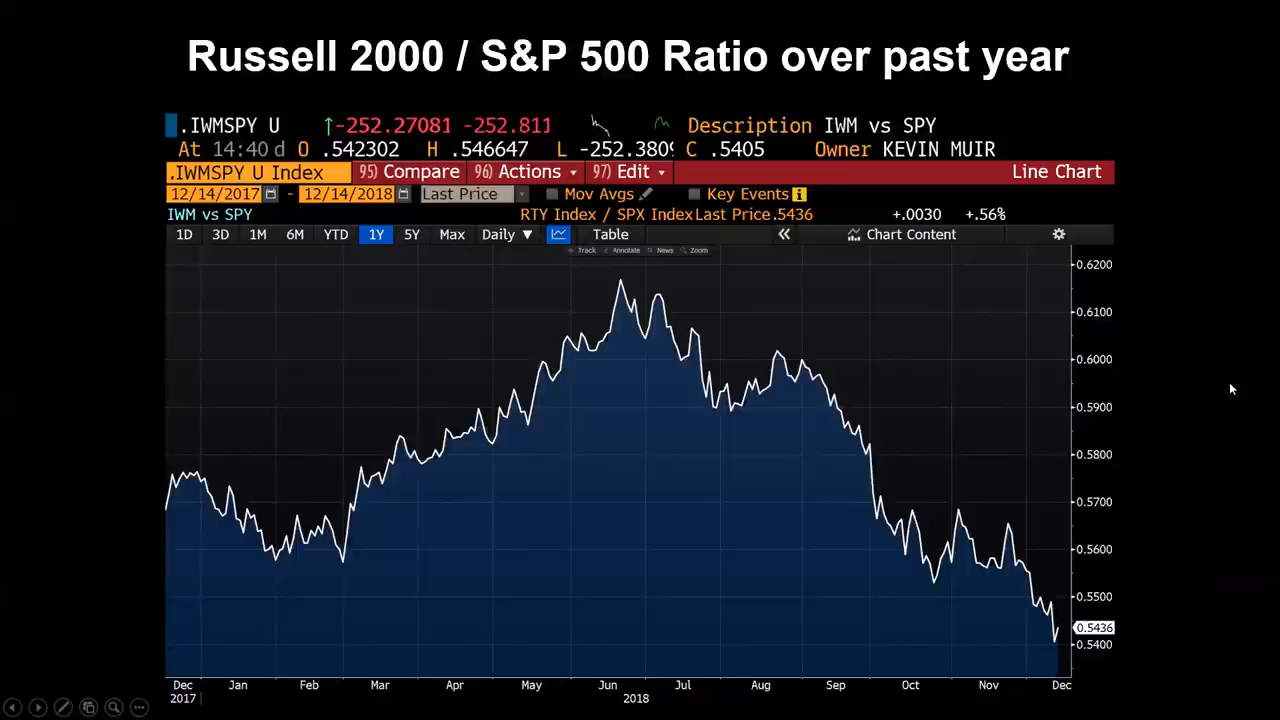 Russell 2000 / S&P 500 Ratio over past year
.IWMSPY U ↑-252.27081 -252.811 Description IWM vs SPY
At 14:40 d O .542302 H .546647 L -252.3809 C .5405 Owner KEVIN MUIR
.IWMSPY U Index 95) Compare 96) Actions 97) Edit Line Chart
12/14/2017 - 12/14/2018 Last Price Mov Avgs Key Events
IWM vs SPY RTY Index / SPX Index Last Price .5436 +.0030 +.56%
1D 3D 1M 6M YTD 1Y 5Y Max Daily ▼ Table « Chart Content
Track Annotate News Zoom
0.6200
0.6100
0.6000
0.5900
0.5800
0.5700
0.5600
0.5500
0.5436
0.5400
Dec Jan Feb Mar Apr May Jun Jul Aug Sep Oct Nov Dec
2017 2018